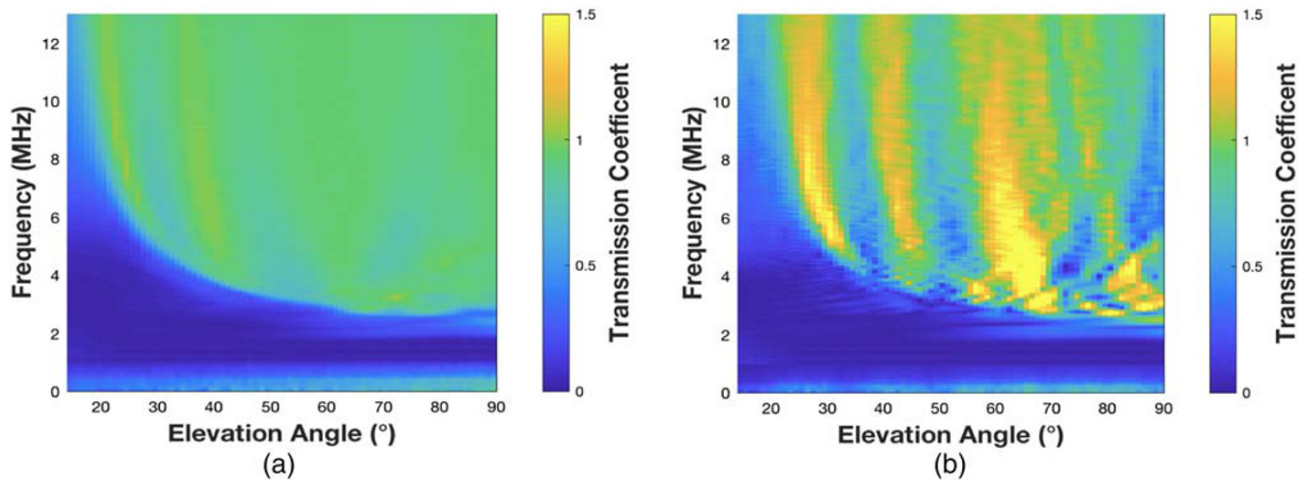 12
10
8
6
4
2
0
Frequency (MHz)
20 30 40 50 60 70 80 90
Elevation Angle (°)
1.5
1
0.5
0
Transmission Coefficent
(a)
12
10
8
6
4
2
0
Frequency (MHz)
20 30 40 50 60 70 80 90
Elevation Angle (°)
1.5
1
0.5
0
Transmission Coefficent
(b)